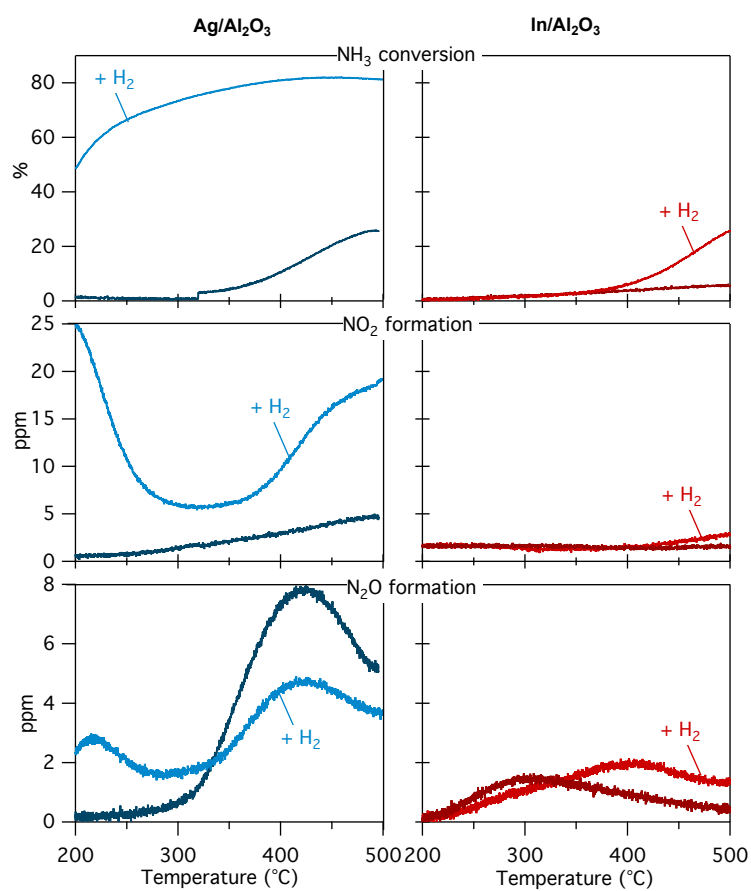 Ag/Al₂O₃ In/Al₂O₃
NH₃ conversion
80
60
40
20
0
%
+ H₂
+ H₂
NO₂ formation
25
20
15
10
5
0
ppm
+ H₂
+ H₂
N₂O formation
8
6
4
2
0
ppm
+ H₂
+ H₂
200 300 400 500 200 300 400 500
Temperature (°C) Temperature (°C)